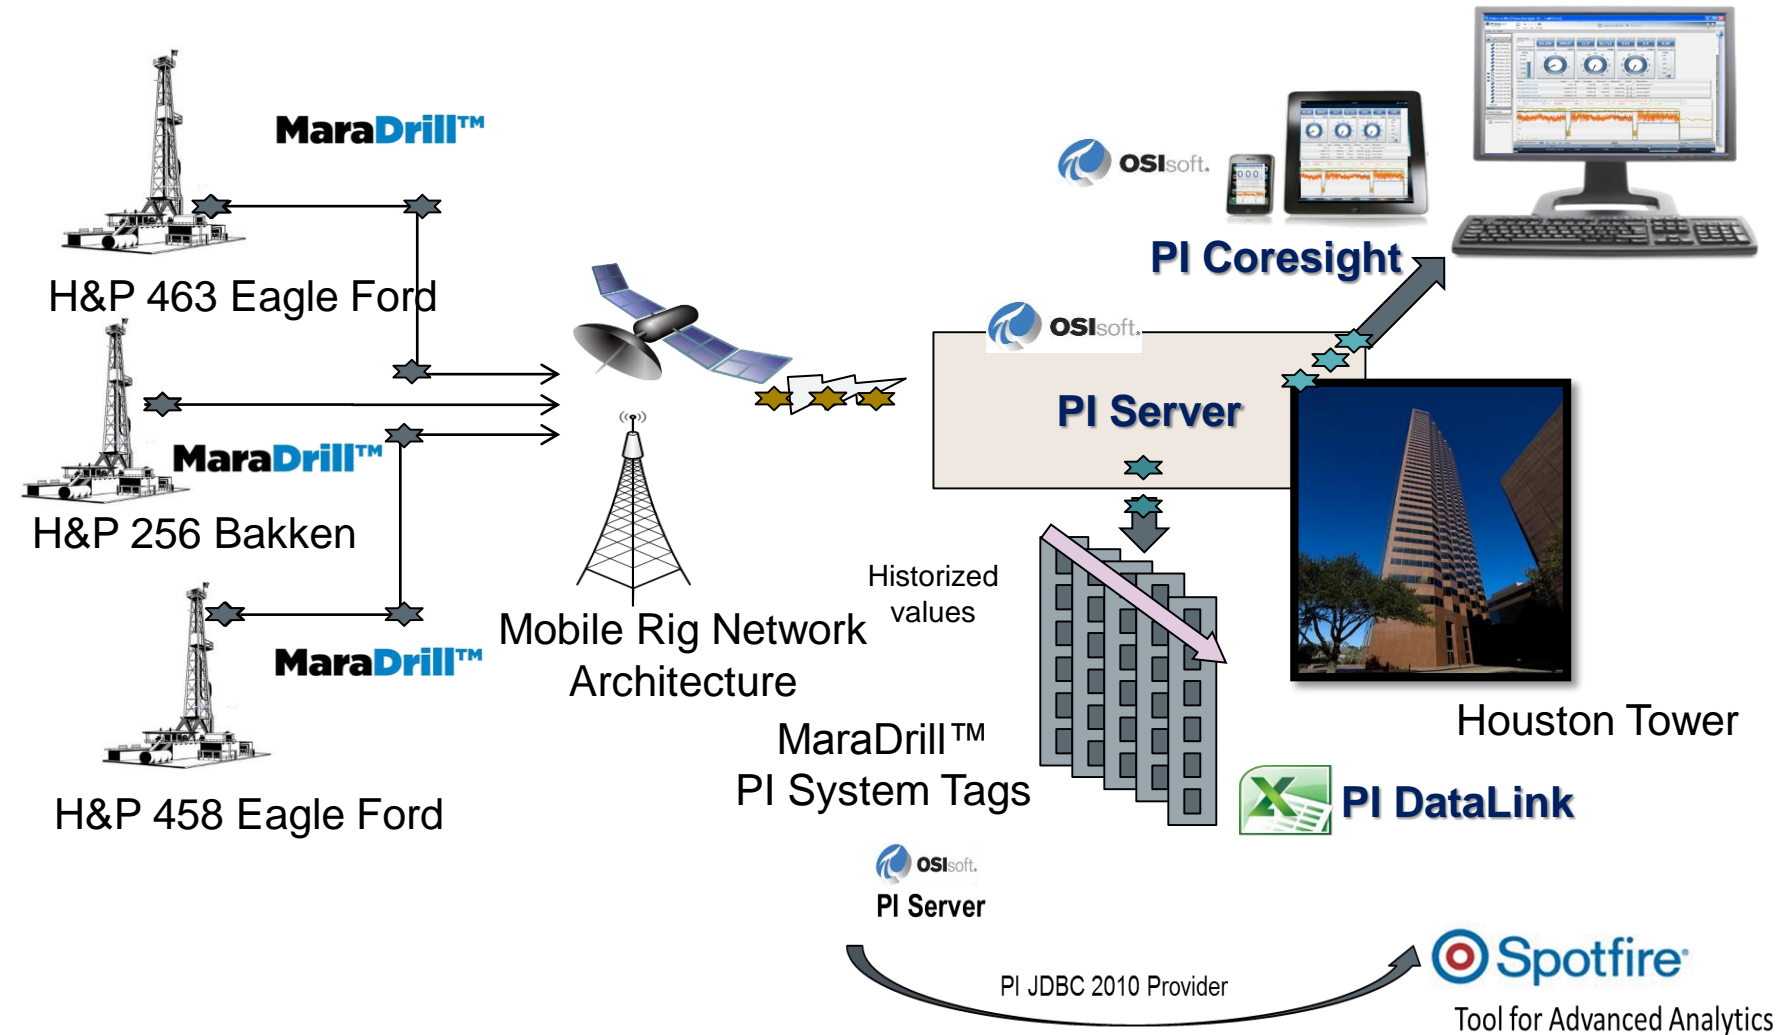 MaraDrill™
H&P 463 Eagle Ford
MaraDrill™
H&P 256 Bakken
MaraDrill™
H&P 458 Eagle Ford
Mobile Rig Network
Architecture
OSIsoft.
PI Coresight
OSIsoft.
PI Server
Historized
values
MaraDrill™
PI System Tags
Houston Tower
PI DataLink
OSIsoft.
PI Server
PI JDBC 2010 Provider
Spotfire
Tool for Advanced Analytics